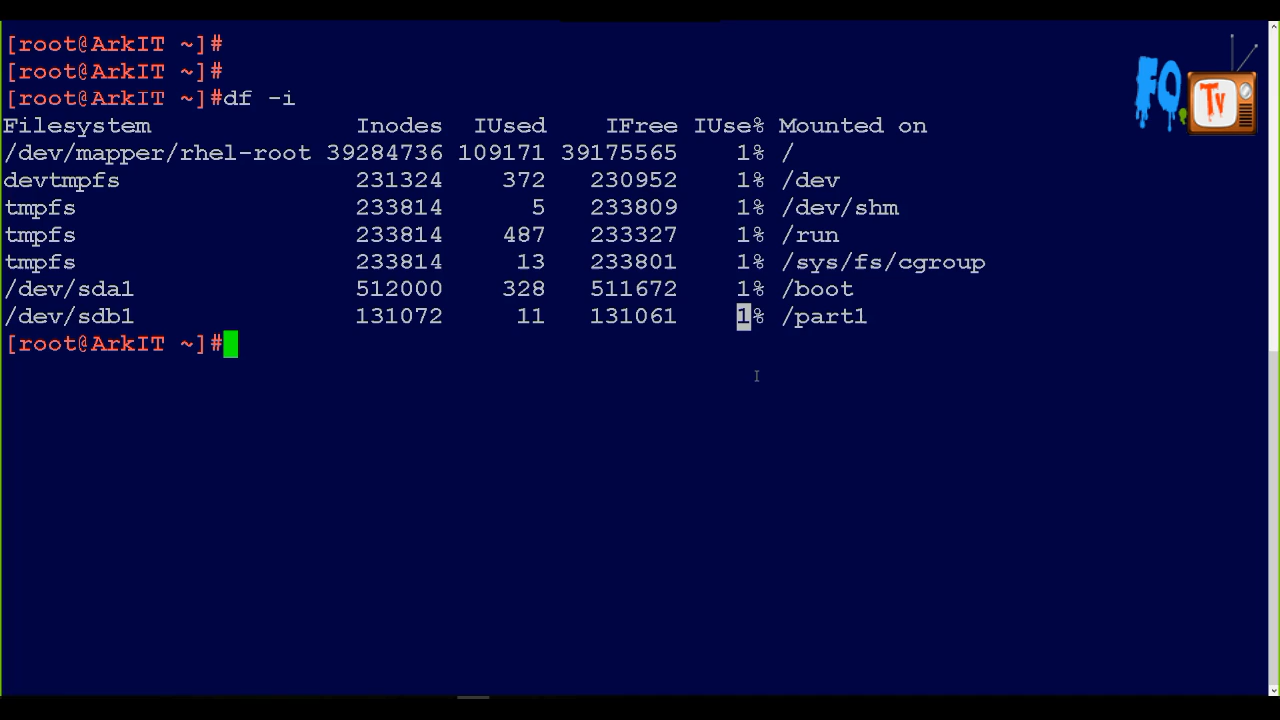 [root@ArkIT ~]#
[root@ArkIT ~]#
[root@ArkIT ~]#df -i
Filesystem Inodes IUsed IFree IUse% Mounted on
/dev/mapper/rhel-root 39284736 109171 39175565 1% /
devtmpfs 231324 372 230952 1% /dev
tmpfs 233814 5 233809 1% /dev/shm
tmpfs 233814 487 233327 1% /run
tmpfs 233814 13 233801 1% /sys/fs/cgroup
/dev/sda1 512000 328 511672 1% /boot
/dev/sdb1 131072 11 131061 1% /part1
[root@ArkIT ~]#
FQ. Tv